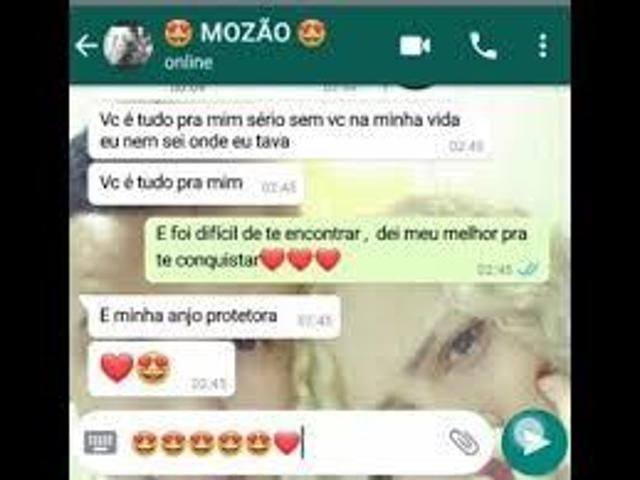 🤩 MOZÃO 🤩
online
Vc é tudo pra mim sério sem vc na minha vida
eu nem sei onde eu tava
02:45
Vc é tudo pra mim
02:45
E foi difícil de te encontrar , dei meu melhor pra
te conquistar❤️❤️❤️
02:45
E minha anjo protetora
02:45
❤️🤩
02:45
🤩🤩🤩🤩🤩❤️